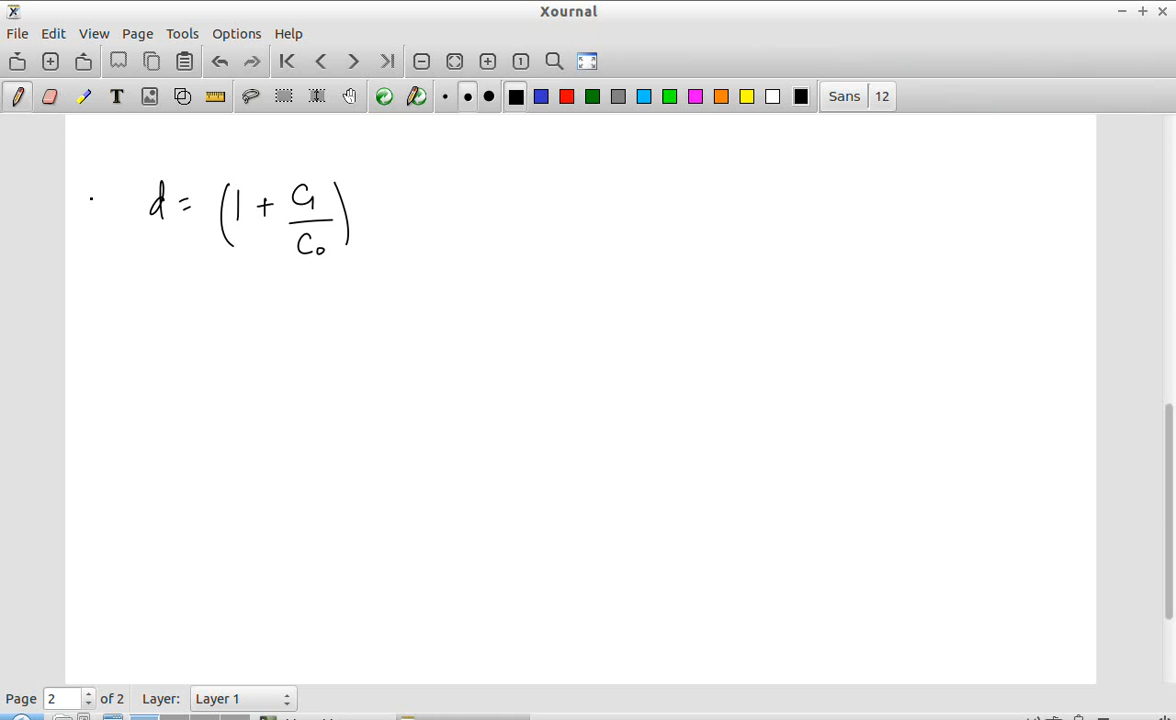 Xournal
File Edit View Page Tools Options Help
T 1 Sans 12
d = (1 + C₁/C₀)
Page 2 of 2 Layer: Layer 1